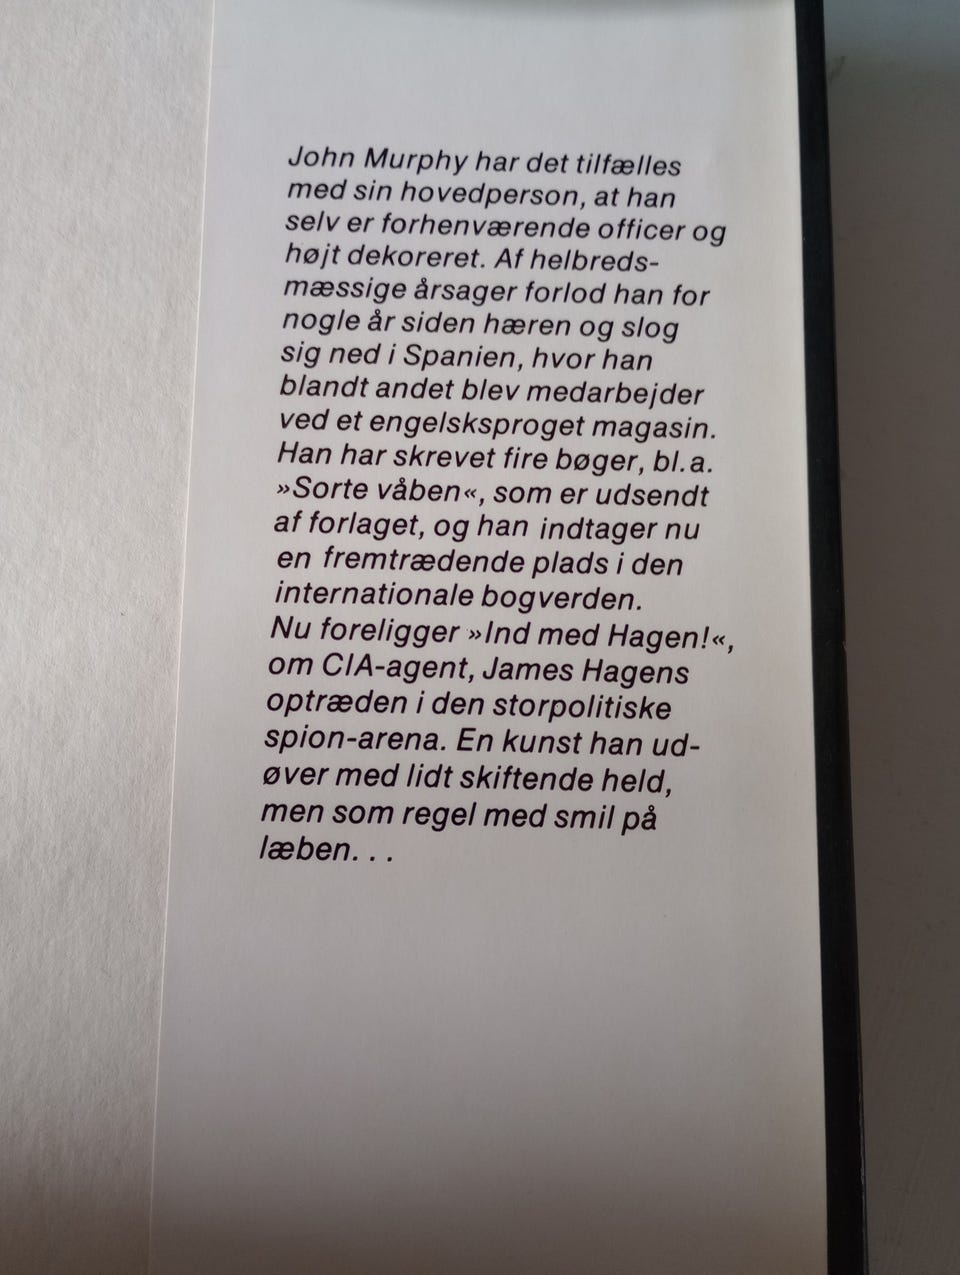 John Murphy har det tilfælles
med sin hovedperson, at han
selv er forhenværende officer og
højt dekoreret. Af helbreds-
mæssige årsager forlod han for
nogle år siden hæren og slog
sig ned i Spanien, hvor han
blandt andet blev medarbejder
ved et engelsksproget magasin.
Han har skrevet fire bøger, bl.a.
»Sorte våben«, som er udsendt
af forlaget, og han indtager nu
en fremtrædende plads i den
internationale bogverden.
Nu foreligger »Ind med Hagen!«,
om CIA-agent, James Hagens
optræden i den storpolitiske
spion-arena. En kunst han ud-
øver med lidt skiftende held,
men som regel med smil på
læben. . .